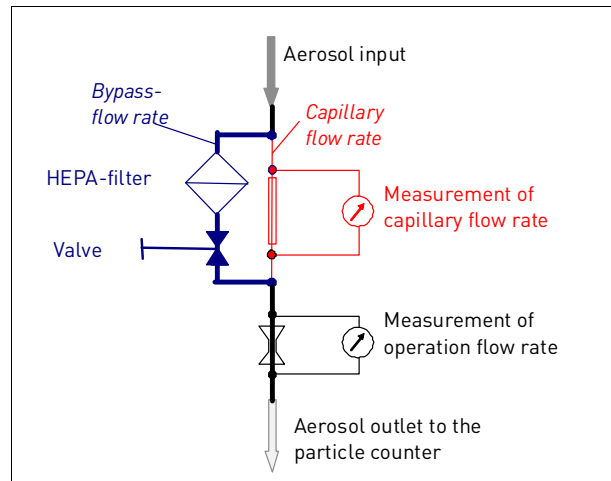 Aerosol input
Bypass-
flow rate
Capillary
flow rate
HEPA-filter
Measurement of
capillary flow rate
Valve
Measurement of
operation flow rate
Aerosol outlet to the
particle counter